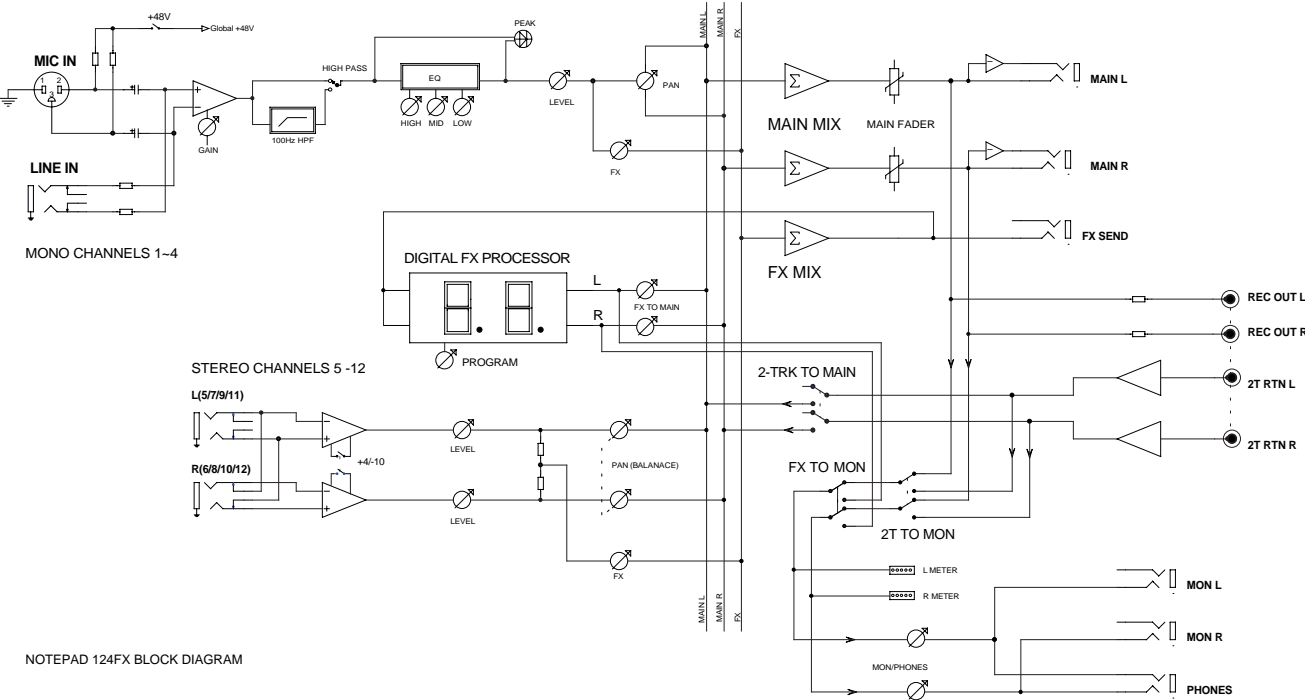 +48V
Global +48V
PEAK
MAIN L
MAIN R
FX
MIC IN
1 2
3
HIGH PASS
EQ
HIGH MID LOW
LEVEL
PAN
GAIN
100Hz HPF
FX
LINE IN
MONO CHANNELS 1~4
Σ
MAIN MIX
MAIN FADER
MAIN L
Σ
MAIN R
Σ
FX MIX
FX SEND
DIGITAL FX PROCESSOR
L
R
FX TO MAIN
PROGRAM
REC OUT L
REC OUT R
STEREO CHANNELS 5 -12
L(5/7/9/11)
R(6/8/10/12)
+4/-10
LEVEL
LEVEL
PAN (BALANACE)
FX
2-TRK TO MAIN
2T RTN L
2T RTN R
FX TO MON
2T TO MON
L METER
R METER
MAIN L
MAIN R
FX
MON/PHONES
MON L
MON R
PHONES
NOTEPAD 124FX BLOCK DIAGRAM